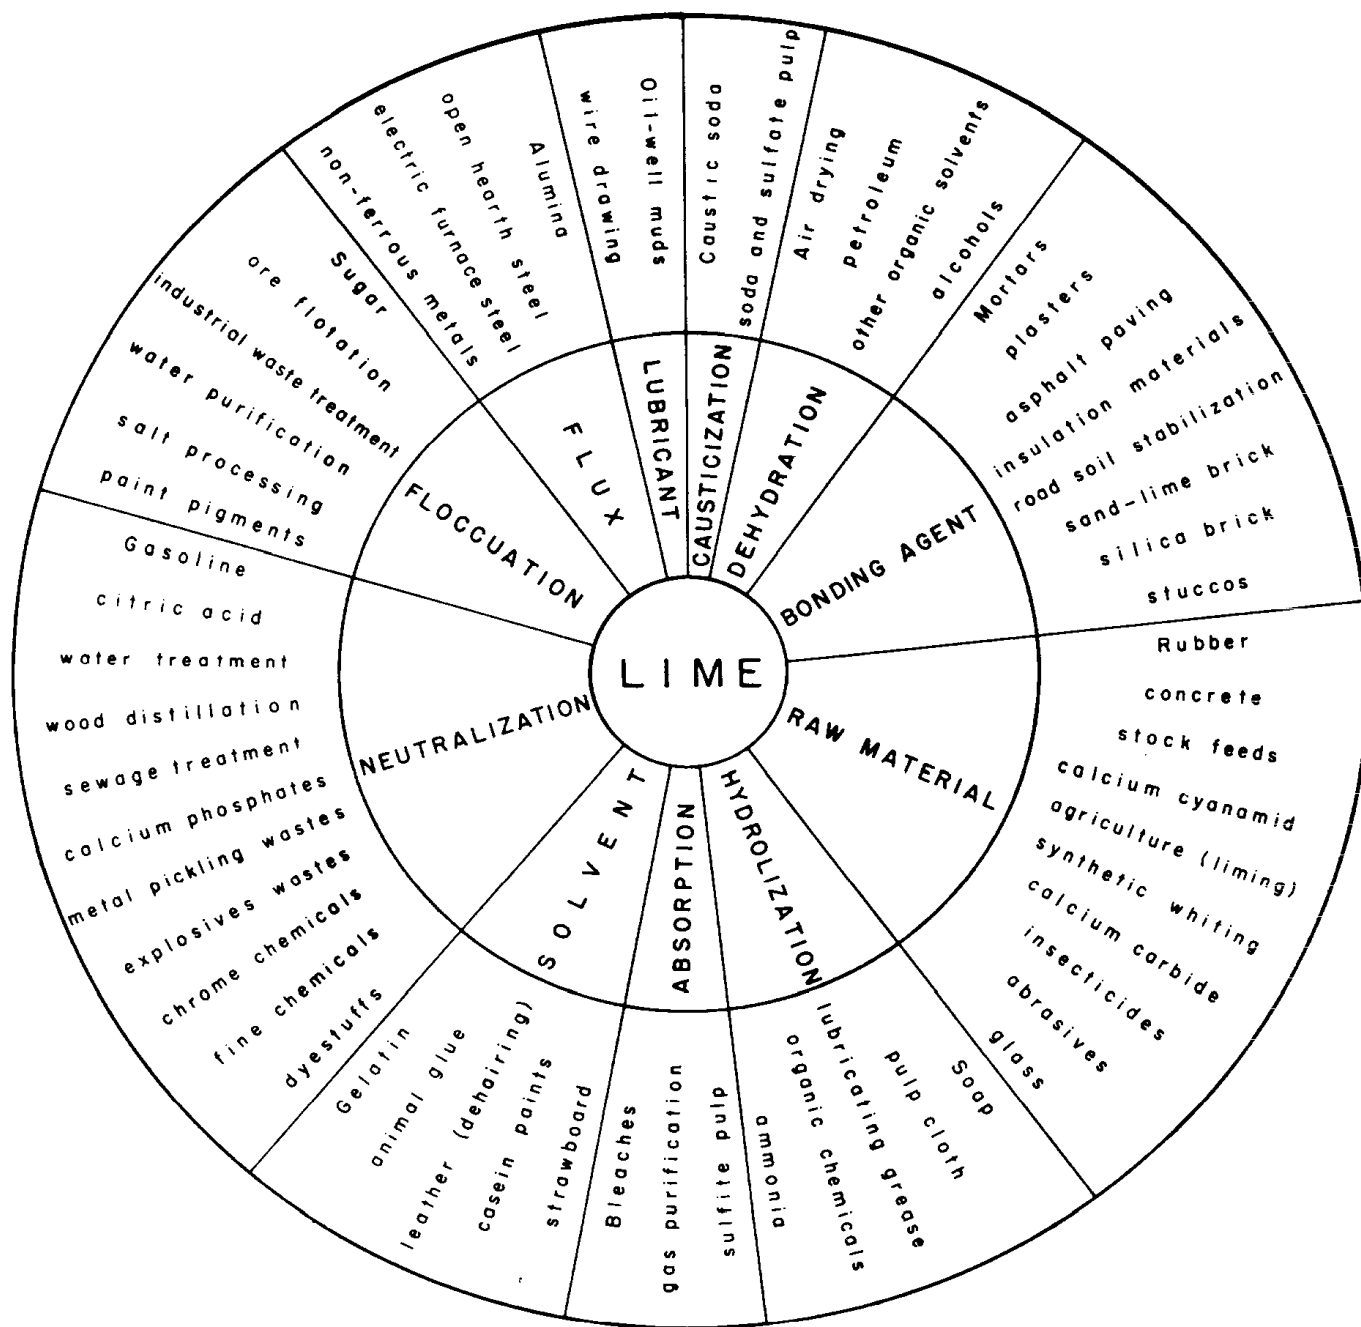 LIME
FLUX
non-ferrous metals
electric furnace steel
open hearth steel
Alumina
LUBRICANT
wire drawing
Oil-well muds
CAUSTICIZATION
Caustic soda
soda and sulfate pulp
DEHYDRATION
Air drying
petroleum
other organic solvents
alcohols
BONDING AGENT
Mortars
plasters
asphalt paving
insulation materials
road soil stabilization
sand-lime brick
silica brick
stuccos
RAW MATERIAL
Rubber
concrete
stock feeds
calcium cyanamid
agriculture (liming)
synthetic whiting
calcium carbide
insecticides
abrasives
glass
HYDROLIZATION
Soap
pulp cloth
lubricating grease
organic chemicals
ammonia
ABSORPTION
Bleaches
gas purification
sulfite pulp
SOLVENT
Gelatin
animal glue
leather (dehairing)
casein paints
strawboard
NEUTRALIZATION
Gasoline
citric acid
water treatment
wood distillation
sewage treatment
calcium phosphates
metal pickling wastes
explosives wastes
chrome chemicals
fine chemicals
dyestuffs
FLOCCUATION
Sugar
ore flotation
industrial waste treatment
water purification
salt processing
paint pigments